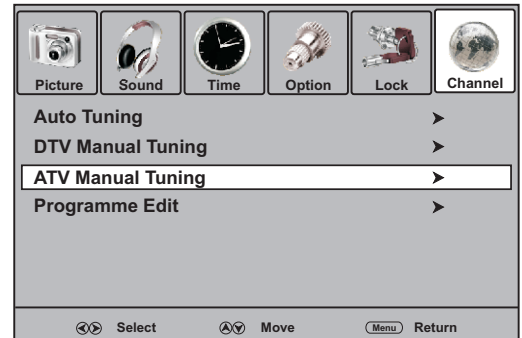 Picture Sound Time Option Lock Channel
Auto Tuning
DTV Manual Tuning
ATV Manual Tuning
Programme Edit
Select Move Menu Return